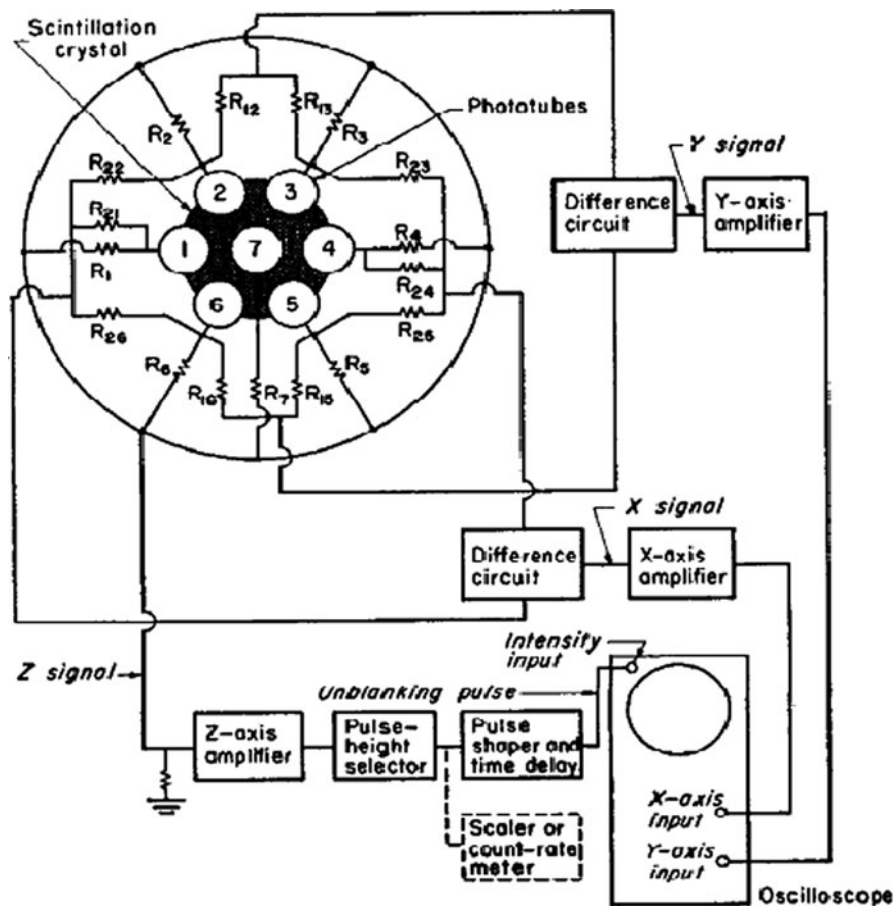 Scintillation
crystal
R12
R13
R2
R3
Phototubes
R22
R23
Y signal
2
3
Difference
circuit
Y-axis
amplifier
R21
1
7
4
R4
R1
R24
6
5
R26
R25
R6
R5
R16
R7
R15
X signal
Difference
circuit
X-axis
amplifier
Intensity
input
Z signal
Unblanking pulse
Z-axis
amplifier
Pulse-
height
selector
Pulse
shaper and
time delay
X-axis
input
Scaler or
count-rate
meter
Y-axis
input
Oscilloscope